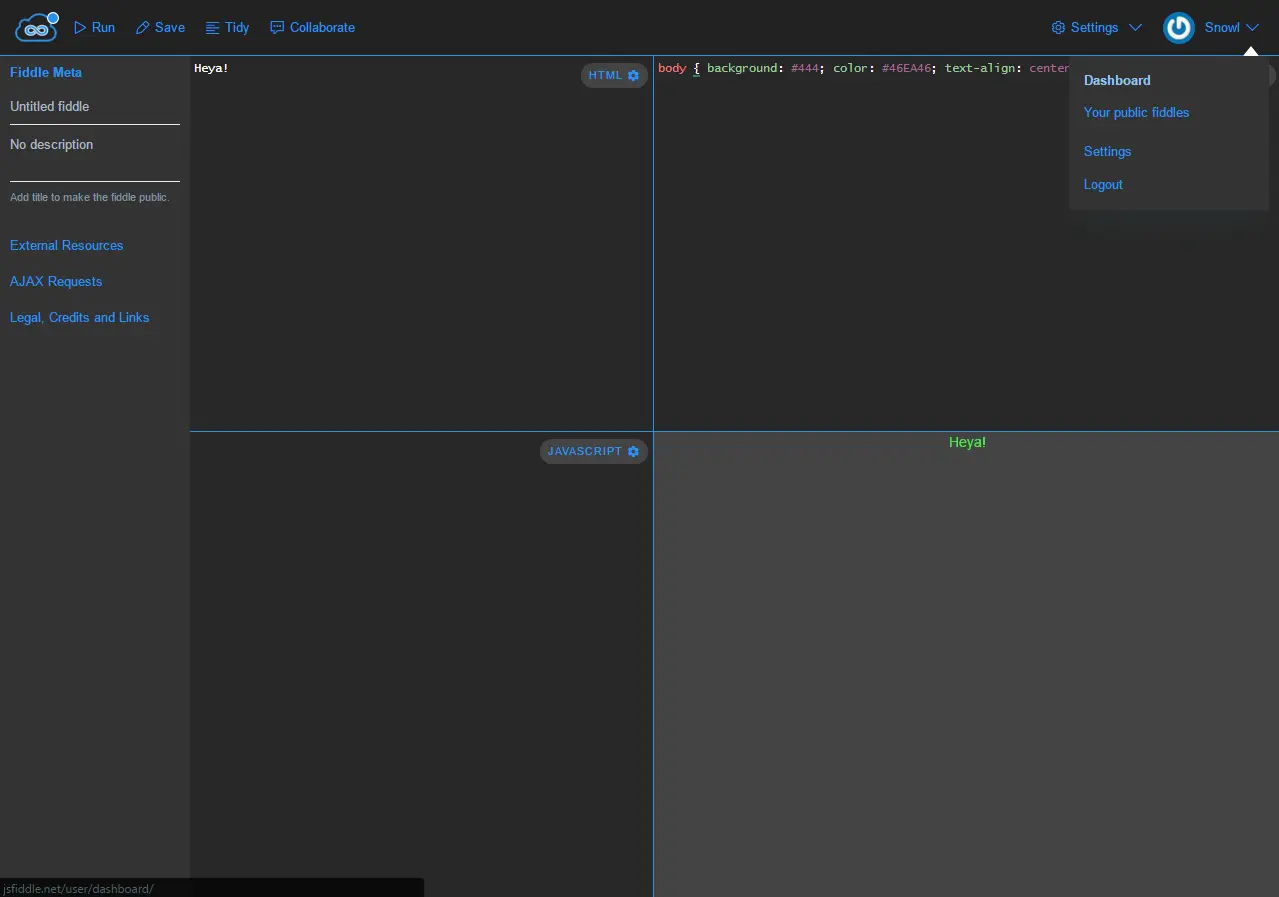 Run Save Tidy Collaborate Settings Snowl
Fiddle Meta
Untitled fiddle
No description
Add title to make the fiddle public.
External Resources
AJAX Requests
Legal, Credits and Links
Heya!
HTML
body { background: #444; color: #46EA46; text-align: center
Dashboard
Your public fiddles
Settings
Logout
JAVASCRIPT
Heya!
jsfiddle.net/user/dashboard/